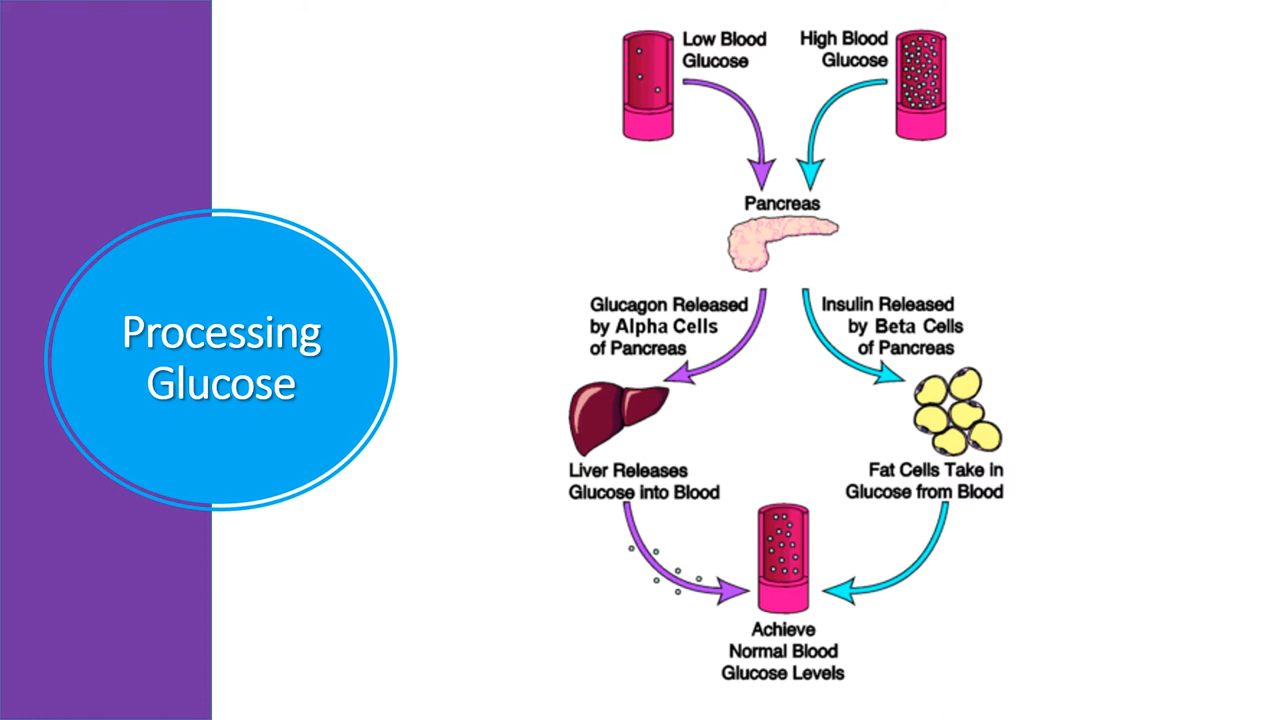 Processing
Glucose
Low Blood
Glucose
High Blood
Glucose
Pancreas
Glucagon Released
by Alpha Cells
of Pancreas
Insulin Released
by Beta Cells
of Pancreas
Liver Releases
Glucose into Blood
Fat Cells Take in
Glucose from Blood
Achieve
Normal Blood
Glucose Levels